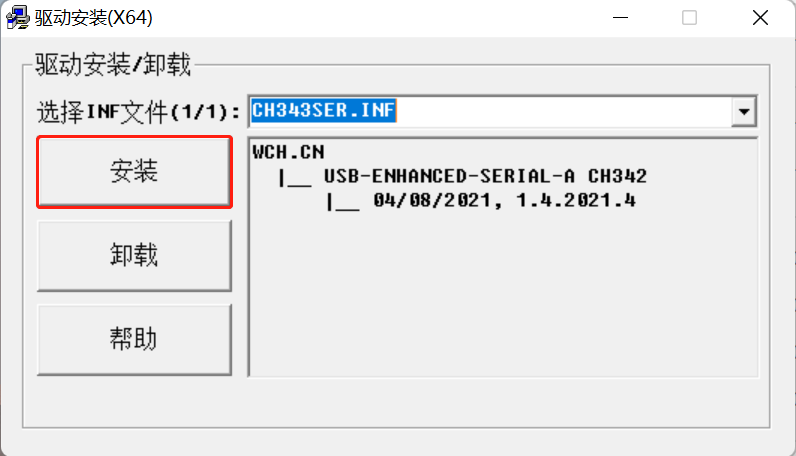 驱动安装(X64)
驱动安装/卸载
选择INF文件(1/1): CH343SER.INF
安装
卸载
帮助
WCH.CN
|__ USB-ENHANCED-SERIAL-A CH342
|__ 04/08/2021, 1.4.2021.4